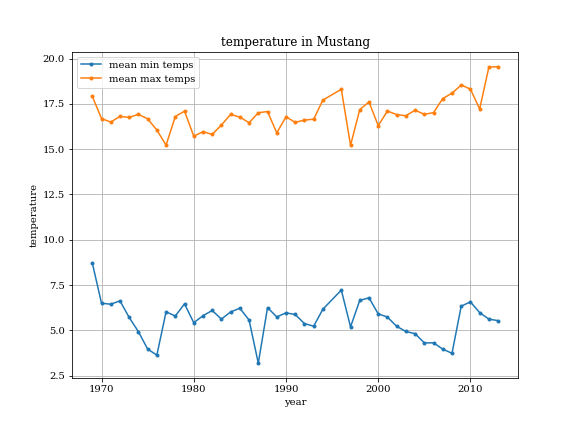 temperature in Mustang
mean min temps
mean max temps
20.0
17.5
15.0
12.5
10.0
7.5
5.0
2.5
temperature
1970 1980 1990 2000 2010
year